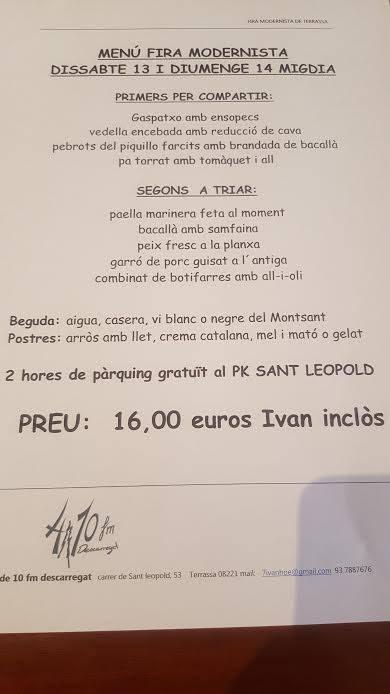 FIRA MODERNISTA DE TERRASSA
MENÚ FIRA MODERNISTA
DISSABTE 13 I DIUMENGE 14 MIGDIA
PRIMERS PER COMPARTIR:
Gaspatxo amb ensopecs
vedella encebada amb reducció de cava
pebrots del piquillo farcits amb brandada de bacallà
pa torrat amb tomàquet i all
SEGONS A TRIAR:
paella marinera feta al moment
bacallà amb samfaina
peix fresc a la planxa
garró de porc guisat a l´antiga
combinat de botifarres amb all-i-oli
Beguda: aigua, casera, vi blanc o negre del Montsant
Postres: arròs amb llet, crema catalana, mel i mató o gelat
2 hores de pàrquing gratuït al PK SANT LEOPOLD
PREU: 16,00 euros Ivan inclòs
4 10 fm
Descarregat
de 10 fm descarregat carrer de Sant leopold, 53 Terrassa 08221 mail: 7ivanhoe@gmail.com 93.7887676